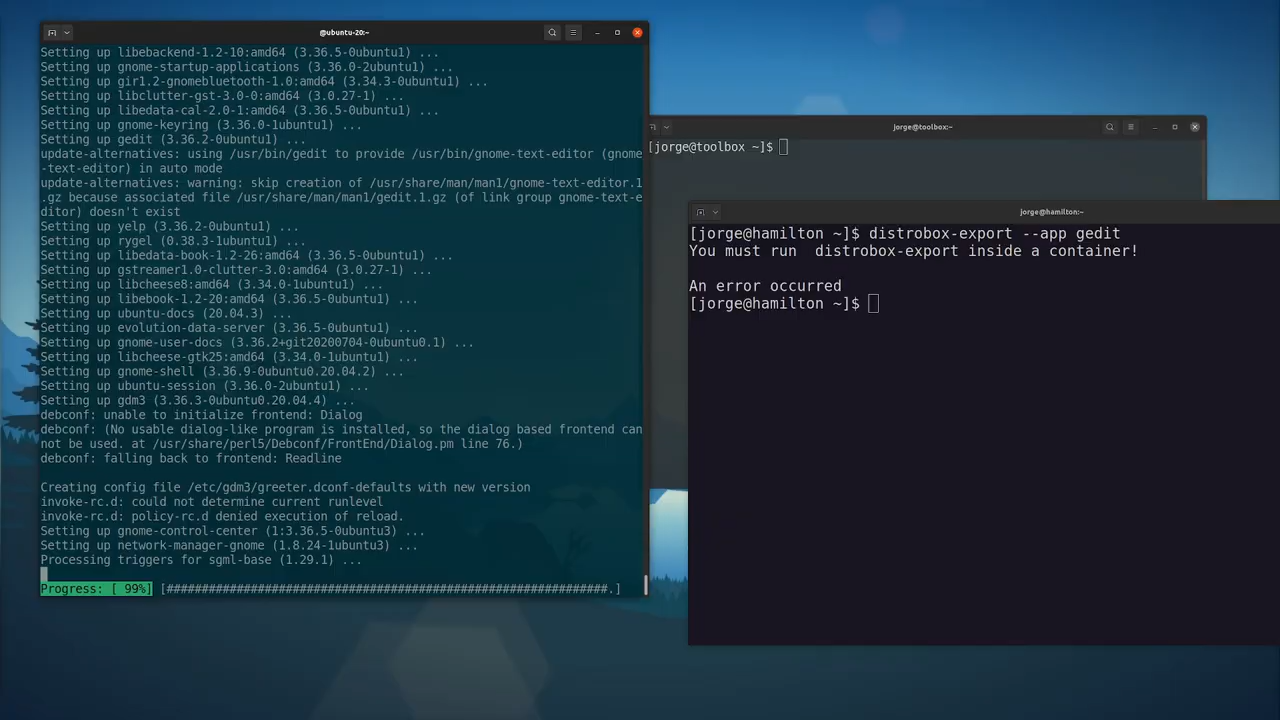 @ubuntu-20:~
Setting up libebackend-1.2-10:amd64 (3.36.5-0ubuntu1) ...
Setting up gnome-startup-applications (3.36.0-2ubuntu1) ...
Setting up gir1.2-gnomebluetooth-1.0:amd64 (3.34.3-0ubuntu1) ...
Setting up libclutter-gst-3.0-0:amd64 (3.0.27-1) ...
Setting up libedata-cal-2.0-1:amd64 (3.36.5-0ubuntu1) ...
Setting up gnome-keyring (3.36.0-1ubuntu1) ...
Setting up gedit (3.36.2-0ubuntu1) ...
update-alternatives: using /usr/bin/gedit to provide /usr/bin/gnome-text-editor (gnome
-text-editor) in auto mode
update-alternatives: warning: skip creation of /usr/share/man/man1/gnome-text-editor.1
.gz because associated file /usr/share/man/man1/gedit.1.gz (of link group gnome-text-e
ditor) doesn't exist
Setting up yelp (3.36.2-0ubuntu1) ...
Setting up rygel (0.38.3-1ubuntu1) ...
Setting up libedata-book-1.2-26:amd64 (3.36.5-0ubuntu1) ...
Setting up gstreamer1.0-clutter-3.0:amd64 (3.0.27-1) ...
Setting up libcheese8:amd64 (3.34.0-1ubuntu1) ...
Setting up libebook-1.2-20:amd64 (3.36.5-0ubuntu1) ...
Setting up ubuntu-docs (20.04.3) ...
Setting up evolution-data-server (3.36.5-0ubuntu1) ...
Setting up gnome-user-docs (3.36.2+git20200704-0ubuntu0.1) ...
Setting up libcheese-gtk25:amd64 (3.34.0-1ubuntu1) ...
Setting up gnome-shell (3.36.9-0ubuntu0.20.04.2) ...
Setting up ubuntu-session (3.36.0-2ubuntu1) ...
Setting up gdm3 (3.36.3-0ubuntu0.20.04.4) ...
debconf: unable to initialize frontend: Dialog
debconf: (No usable dialog-like program is installed, so the dialog based frontend can
not be used. at /usr/share/perl5/Debconf/FrontEnd/Dialog.pm line 76.)
debconf: falling back to frontend: Readline
Creating config file /etc/gdm3/greeter.dconf-defaults with new version
invoke-rc.d: could not determine current runlevel
invoke-rc.d: policy-rc.d denied execution of reload.
Setting up gnome-control-center (1:3.36.5-0ubuntu3) ...
Setting up network-manager-gnome (1.8.24-1ubuntu3) ...
Processing triggers for sgml-base (1.29.1) ...
Progress: [ 99%] [###############################################################.]
jorge@toolbox:~
[jorge@toolbox ~]$
jorge@hamilton:~
[jorge@hamilton ~]$ distrobox-export --app gedit
You must run  distrobox-export inside a container!
An error occurred
[jorge@hamilton ~]$